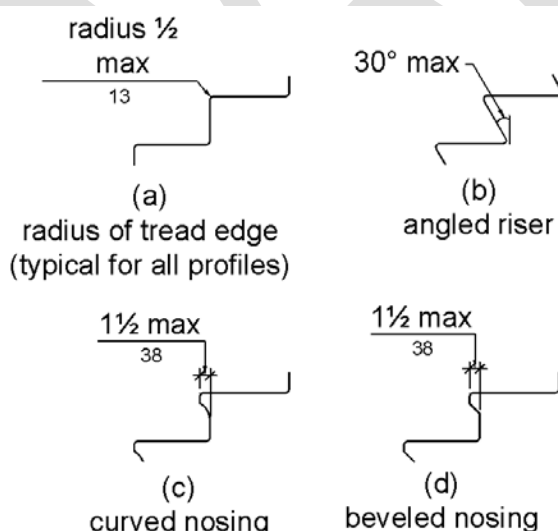 radius ½
max
13
30° max
(a)
radius of tread edge
(typical for all profiles)
(b)
angled riser
1½ max
38
1½ max
38
(c)
curved nosing
(d)
beveled nosing